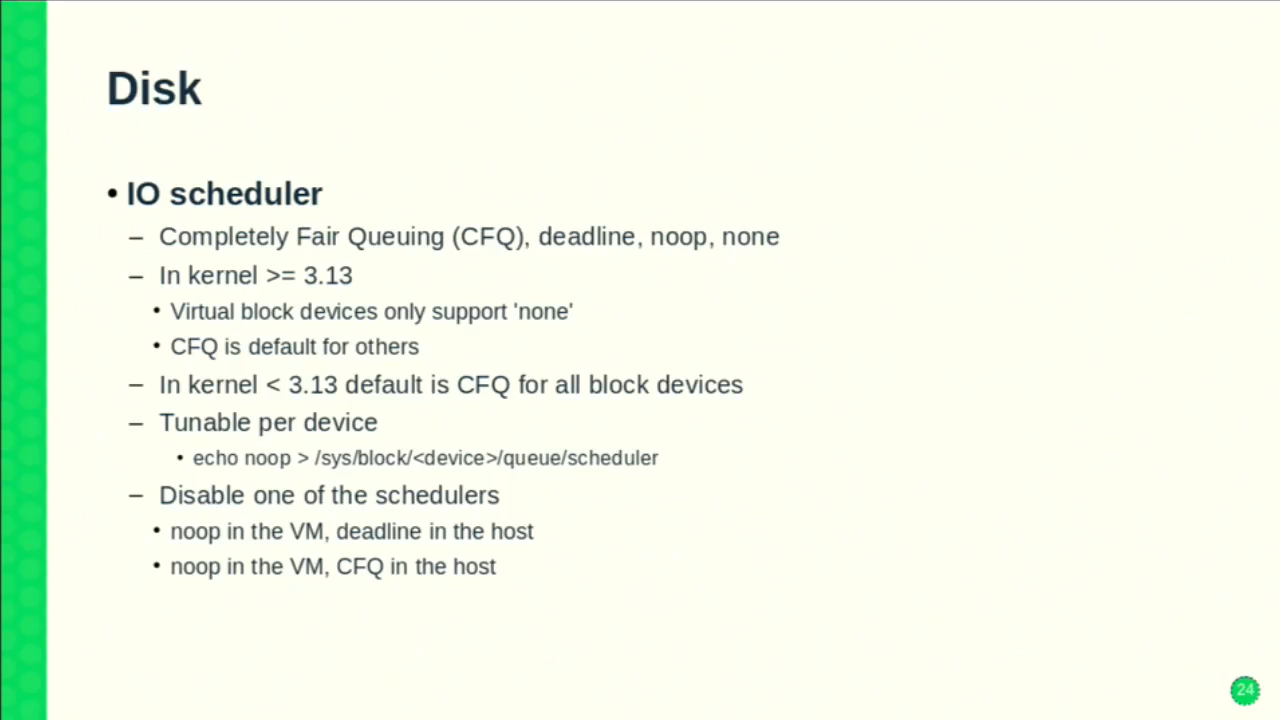 Disk
• IO scheduler
– Completely Fair Queuing (CFQ), deadline, noop, none
– In kernel >= 3.13
• Virtual block devices only support 'none'
• CFQ is default for others
– In kernel < 3.13 default is CFQ for all block devices
– Tunable per device
• echo noop > /sys/block/<device>/queue/scheduler
– Disable one of the schedulers
• noop in the VM, deadline in the host
• noop in the VM, CFQ in the host
24